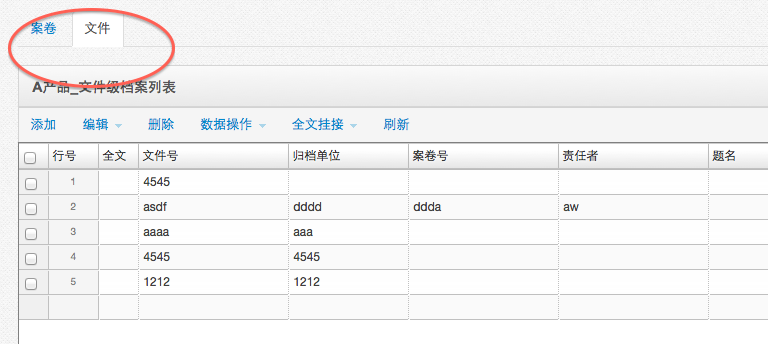 案卷 文件
A产品_文件级档案列表
添加 编辑 删除 数据操作 全文挂接 刷新
行号 全文 文件号 归档单位 案卷号 责任者 题名
1 4545
2 asdf dddd ddda aw
3 aaaa aaa
4 4545 4545
5 1212 1212